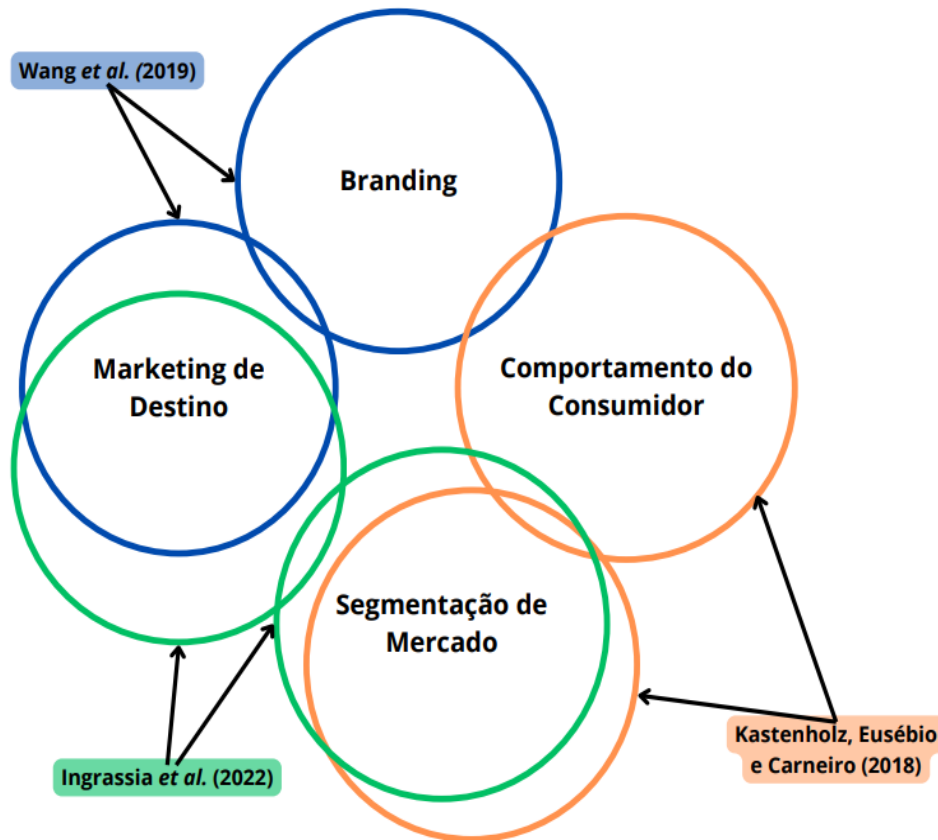 Wang et al. (2019)
Branding
Marketing de
Destino
Comportamento do
Consumidor
Segmentação de
Mercado
Ingrassia et al. (2022)
Kastenholz, Eusébio
e Carneiro (2018)